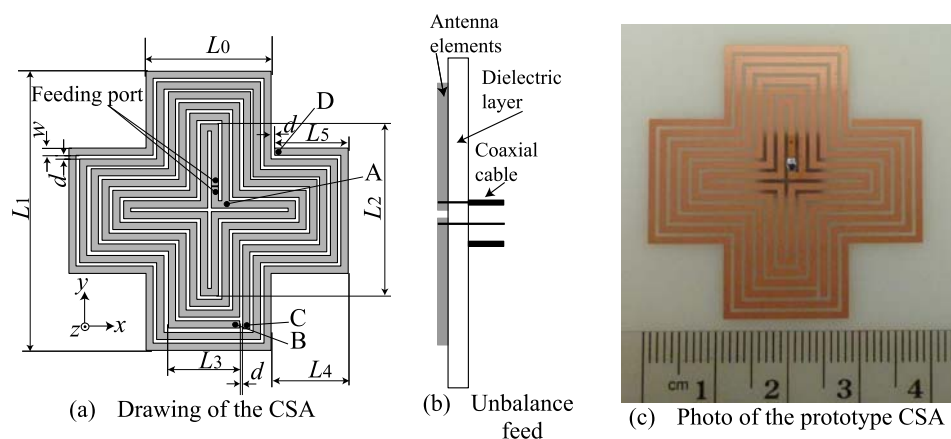 L0
Feeding port
D
w
d
d
L5
A
L1
L2
y
z
x
C
B
L3
d
L4
(a) Drawing of the CSA
Antenna
elements
Dielectric
layer
Coaxial
cable
(b) Unbalance
feed
cm 1 2 3 4
(c) Photo of the prototype CSA